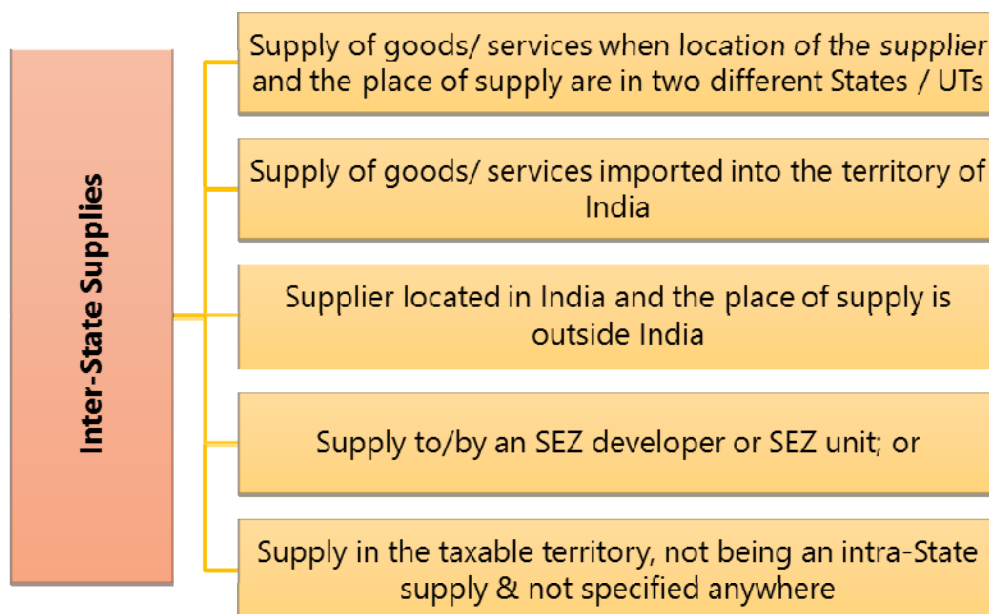 Inter-State Supplies
Supply of goods/ services when location of the supplier
and the place of supply are in two different States / UTs
Supply of goods/ services imported into the territory of
India
Supplier located in India and the place of supply is
outside India
Supply to/by an SEZ developer or SEZ unit; or
Supply in the taxable territory, not being an intra-State
supply & not specified anywhere